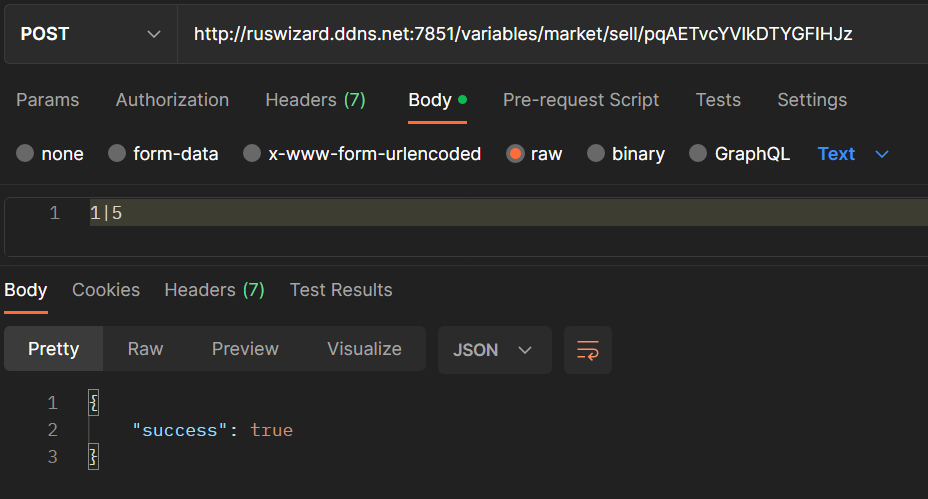 POST http://ruswizard.ddns.net:7851/variables/market/sell/pqAETvcYVIkDTYGFIHJz
Params Authorization Headers (7) Body Pre-request Script Tests Settings
none form-data x-www-form-urlencoded raw binary GraphQL Text
1 1|5
Body Cookies Headers (7) Test Results
Pretty Raw Preview Visualize JSON
1 {
2 "success": true
3 }